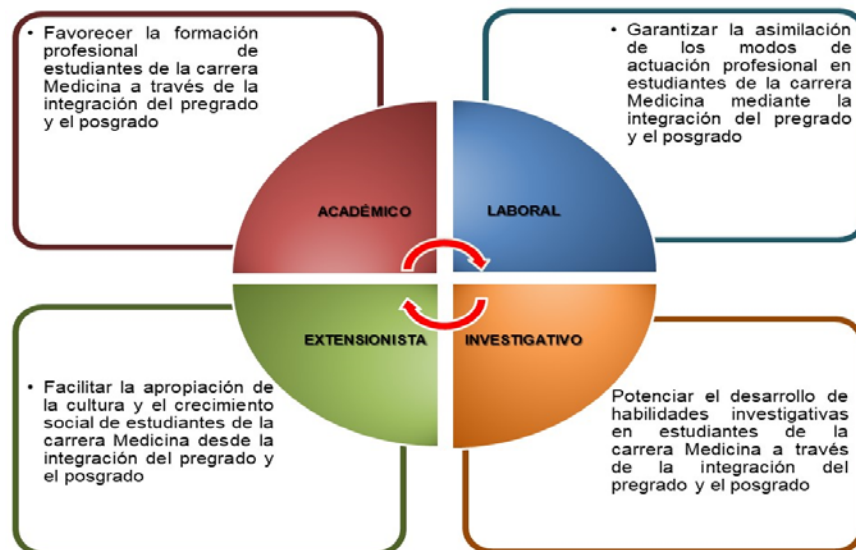 • Favorecer la formación
profesional de
estudiantes de la carrera
Medicina a través de la
integración del pregrado
y el posgrado
• Garantizar la asimilación
de los modos de
actuación profesional en
estudiantes de la carrera
Medicina mediante la
integración del pregrado
y el posgrado
ACADÉMICO
LABORAL
EXTENSIONISTA
INVESTIGATIVO
• Facilitar la apropiación de
la cultura y el crecimiento
social de estudiantes de la
carrera Medicina desde la
integración del pregrado y
el posgrado
Potenciar el desarrollo de
habilidades investigativas
en estudiantes de la
carrera Medicina a través
de la integración del
pregrado y el posgrado